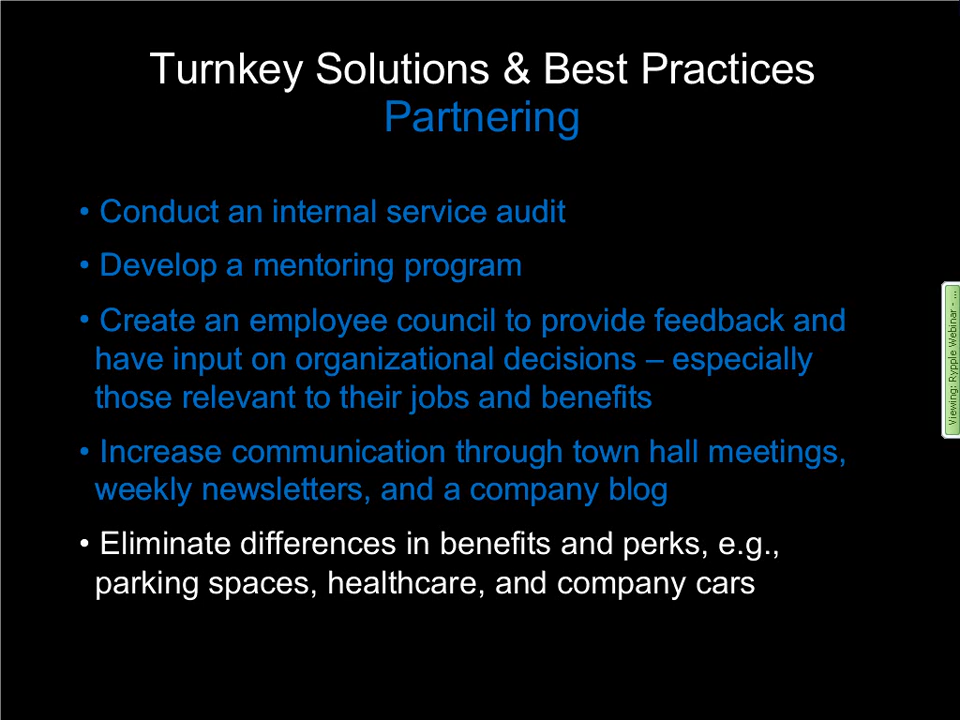 Turnkey Solutions & Best Practices
Partnering
• Conduct an internal service audit
• Develop a mentoring program
• Create an employee council to provide feedback and
have input on organizational decisions – especially
those relevant to their jobs and benefits
• Increase communication through town hall meetings,
weekly newsletters, and a company blog
• Eliminate differences in benefits and perks, e.g.,
parking spaces, healthcare, and company cars
Viewing: Rypple Webinar - ...